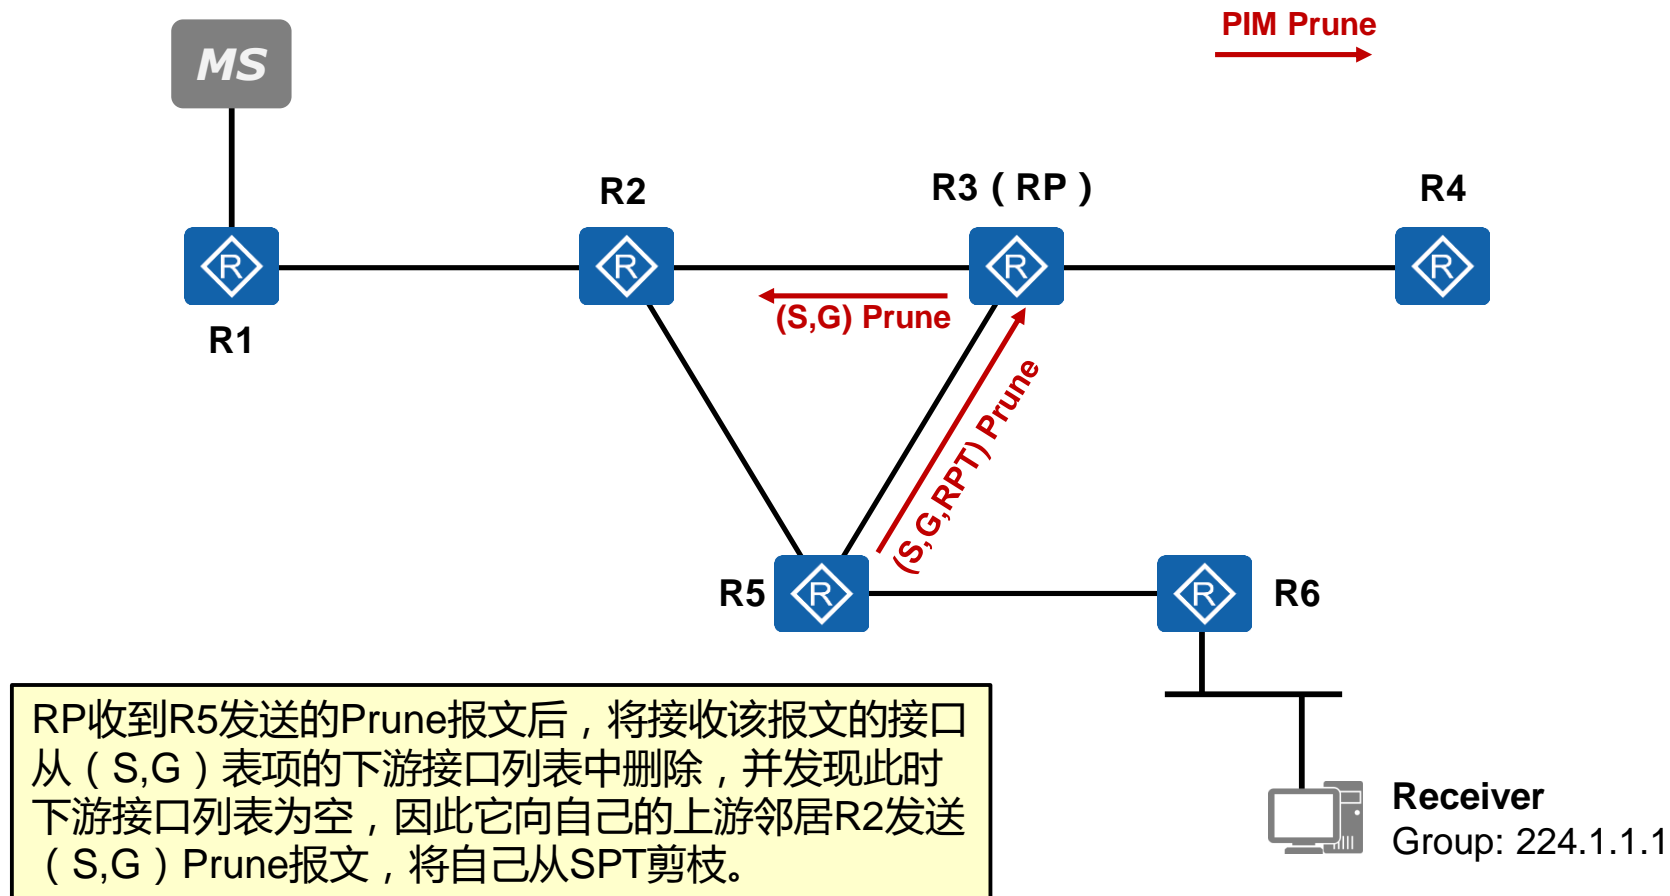 PIM Prune
MS
R2
R3（RP）
R4
R
R
R
R
(S,G) Prune
R1
(S,G,RPT) Prune
R5
R
R
R6
RP收到R5发送的Prune报文后，将接收该报文的接口
从（S,G）表项的下游接口列表中删除，并发现此时
下游接口列表为空，因此它向自己的上游邻居R2发送
（S,G）Prune报文，将自己从SPT剪枝。
Receiver
Group: 224.1.1.1